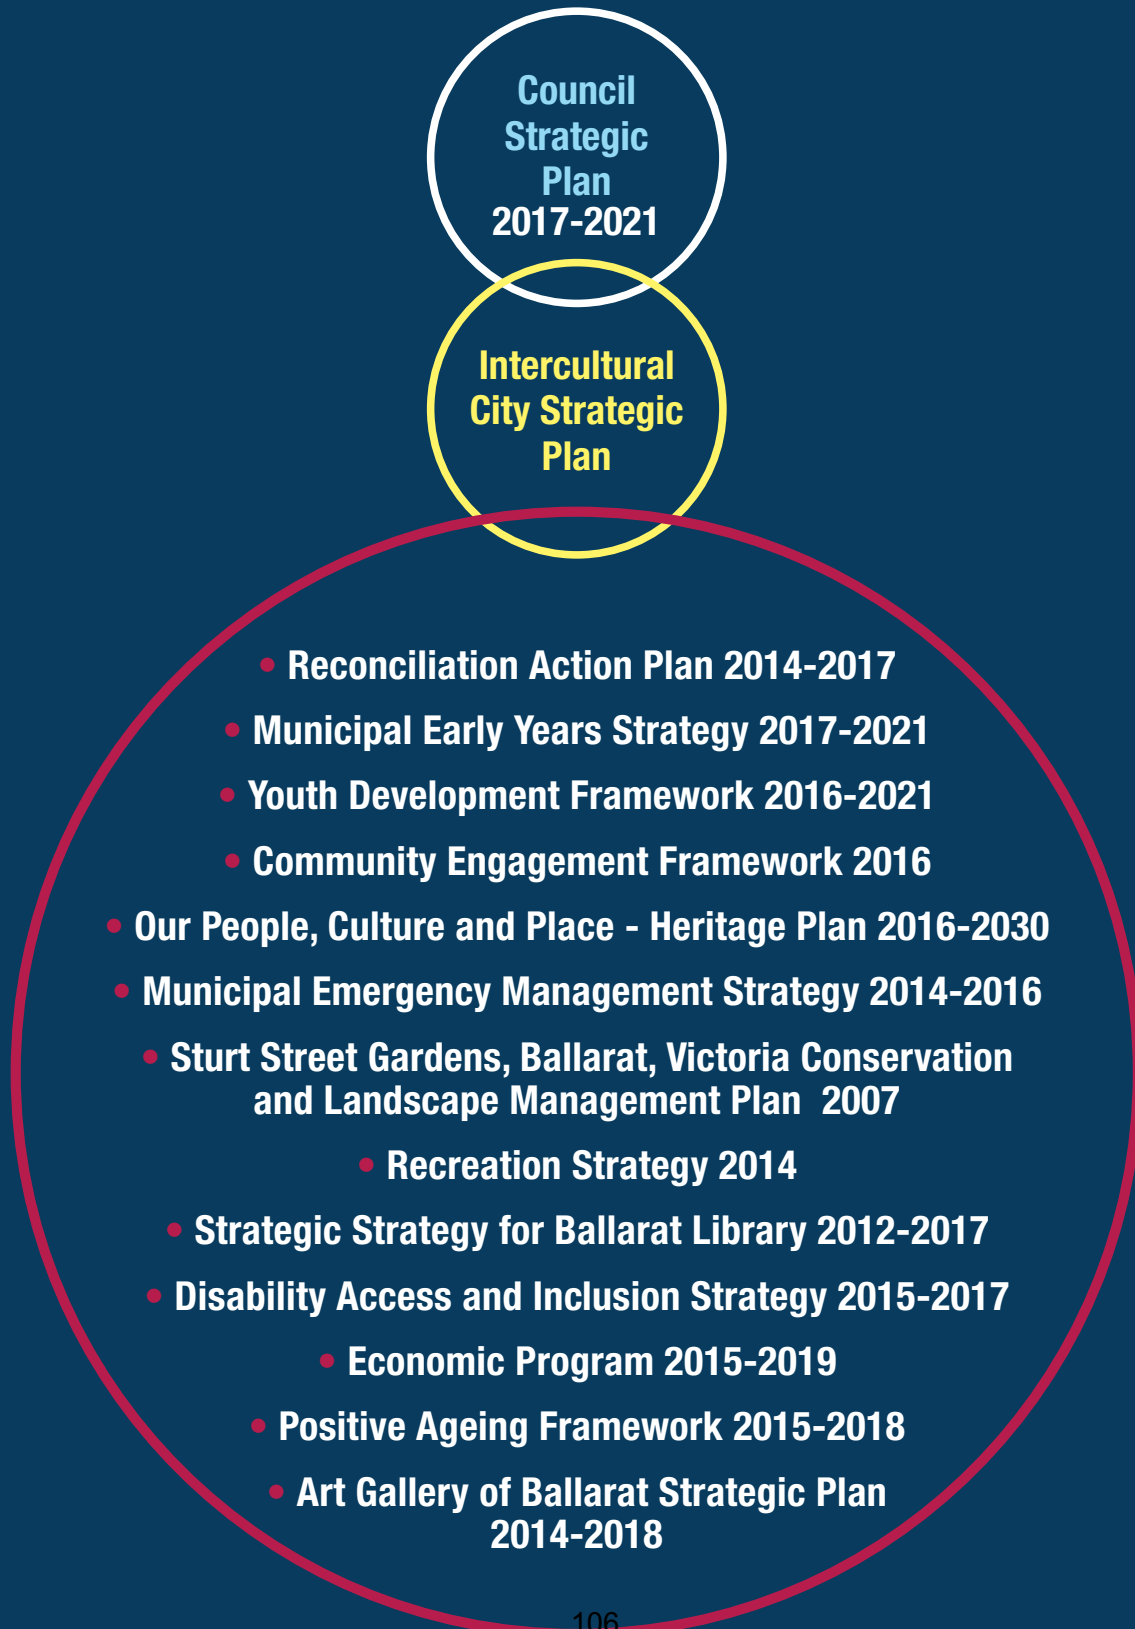 Council
Strategic
Plan
2017-2021
Intercultural
City Strategic
Plan
• Reconciliation Action Plan 2014-2017
• Municipal Early Years Strategy 2017-2021
• Youth Development Framework 2016-2021
• Community Engagement Framework 2016
• Our People, Culture and Place - Heritage Plan 2016-2030
• Municipal Emergency Management Strategy 2014-2016
• Sturt Street Gardens, Ballarat, Victoria Conservation
and Landscape Management Plan 2007
• Recreation Strategy 2014
• Strategic Strategy for Ballarat Library 2012-2017
• Disability Access and Inclusion Strategy 2015-2017
• Economic Program 2015-2019
• Positive Ageing Framework 2015-2018
• Art Gallery of Ballarat Strategic Plan
2014-2018
106